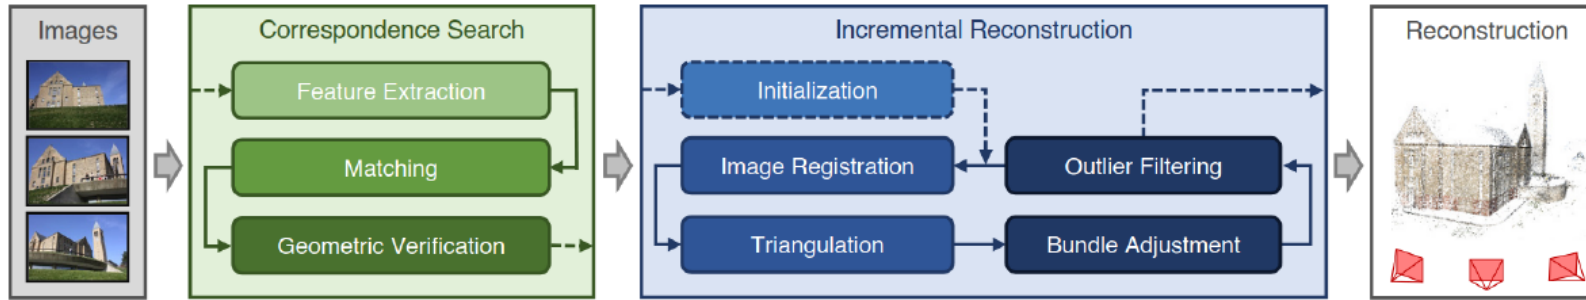 Images
Correspondence Search
Feature Extraction
Matching
Geometric Verification
Incremental Reconstruction
Initialization
Image Registration
Outlier Filtering
Triangulation
Bundle Adjustment
Reconstruction